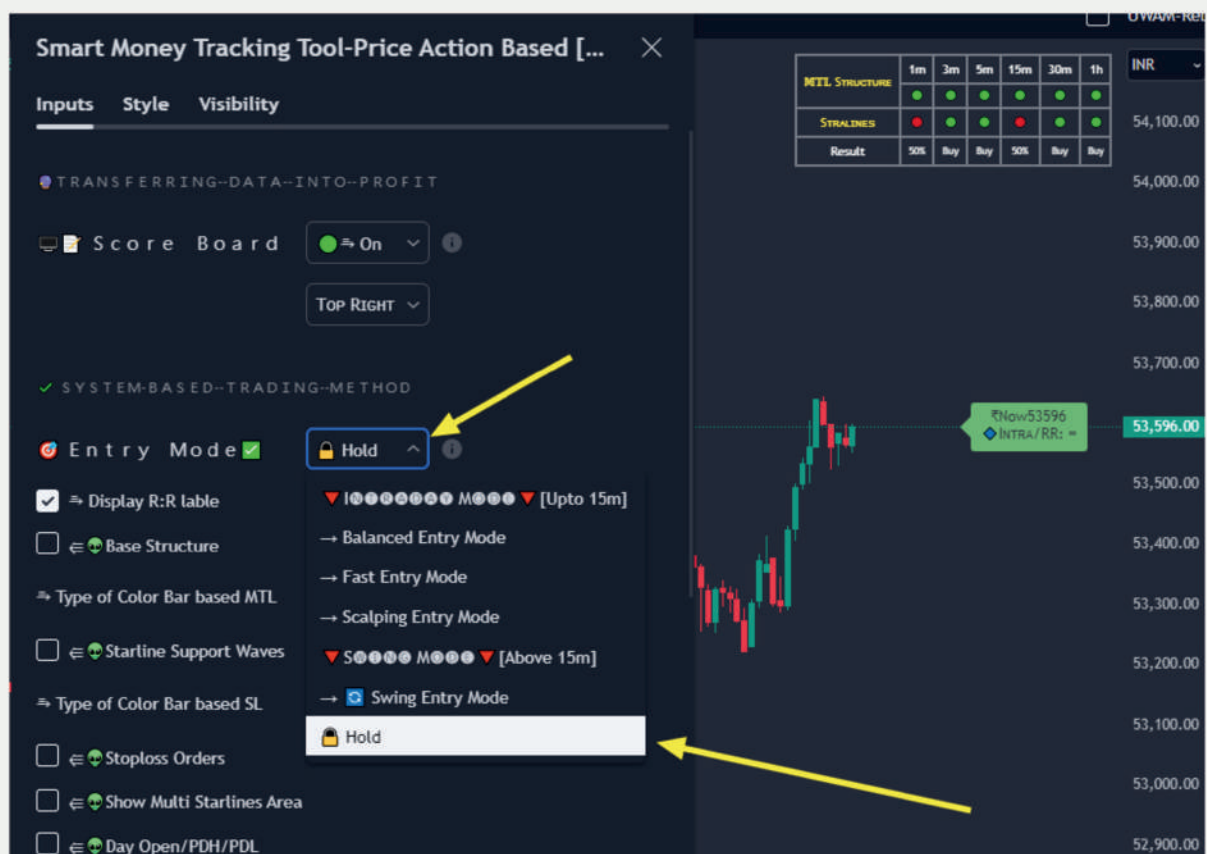 Smart Money Tracking Tool-Price Action Based [...
Inputs Style Visibility
TRANSFERRING--DATA--INTO--PROFIT
Score Board
⥱ On
TOP RIGHT
✓ SYSTEM-BASED--TRADING--METHOD
Entry Mode✅
🔒 Hold
⥱ Display R:R lable
⋲👽Base Structure
⥱ Type of Color Bar based MTL
⋲👽Starline Support Waves
⥱ Type of Color Bar based SL
⋲👽Stoploss Orders
⋲👽Show Multi Starlines Area
⋲👽Day Open/PDH/PDL
🔻INTRADAY MODE🔻[Upto 15m]
→ Balanced Entry Mode
→ Fast Entry Mode
→ Scalping Entry Mode
🔻SWING MODE🔻[Above 15m]
→ 🔄 Swing Entry Mode
🔒 Hold
MTL STRUCTURE 1m 3m 5m 15m 30m 1h
STRALINES
Result 50% Buy Buy 50% Buy Buy
INR
54,100.00
54,000.00
53,900.00
53,800.00
53,700.00
₹Now53596
INTRA/RR: =
53,596.00
53,500.00
53,400.00
53,300.00
53,200.00
53,100.00
53,000.00
52,900.00